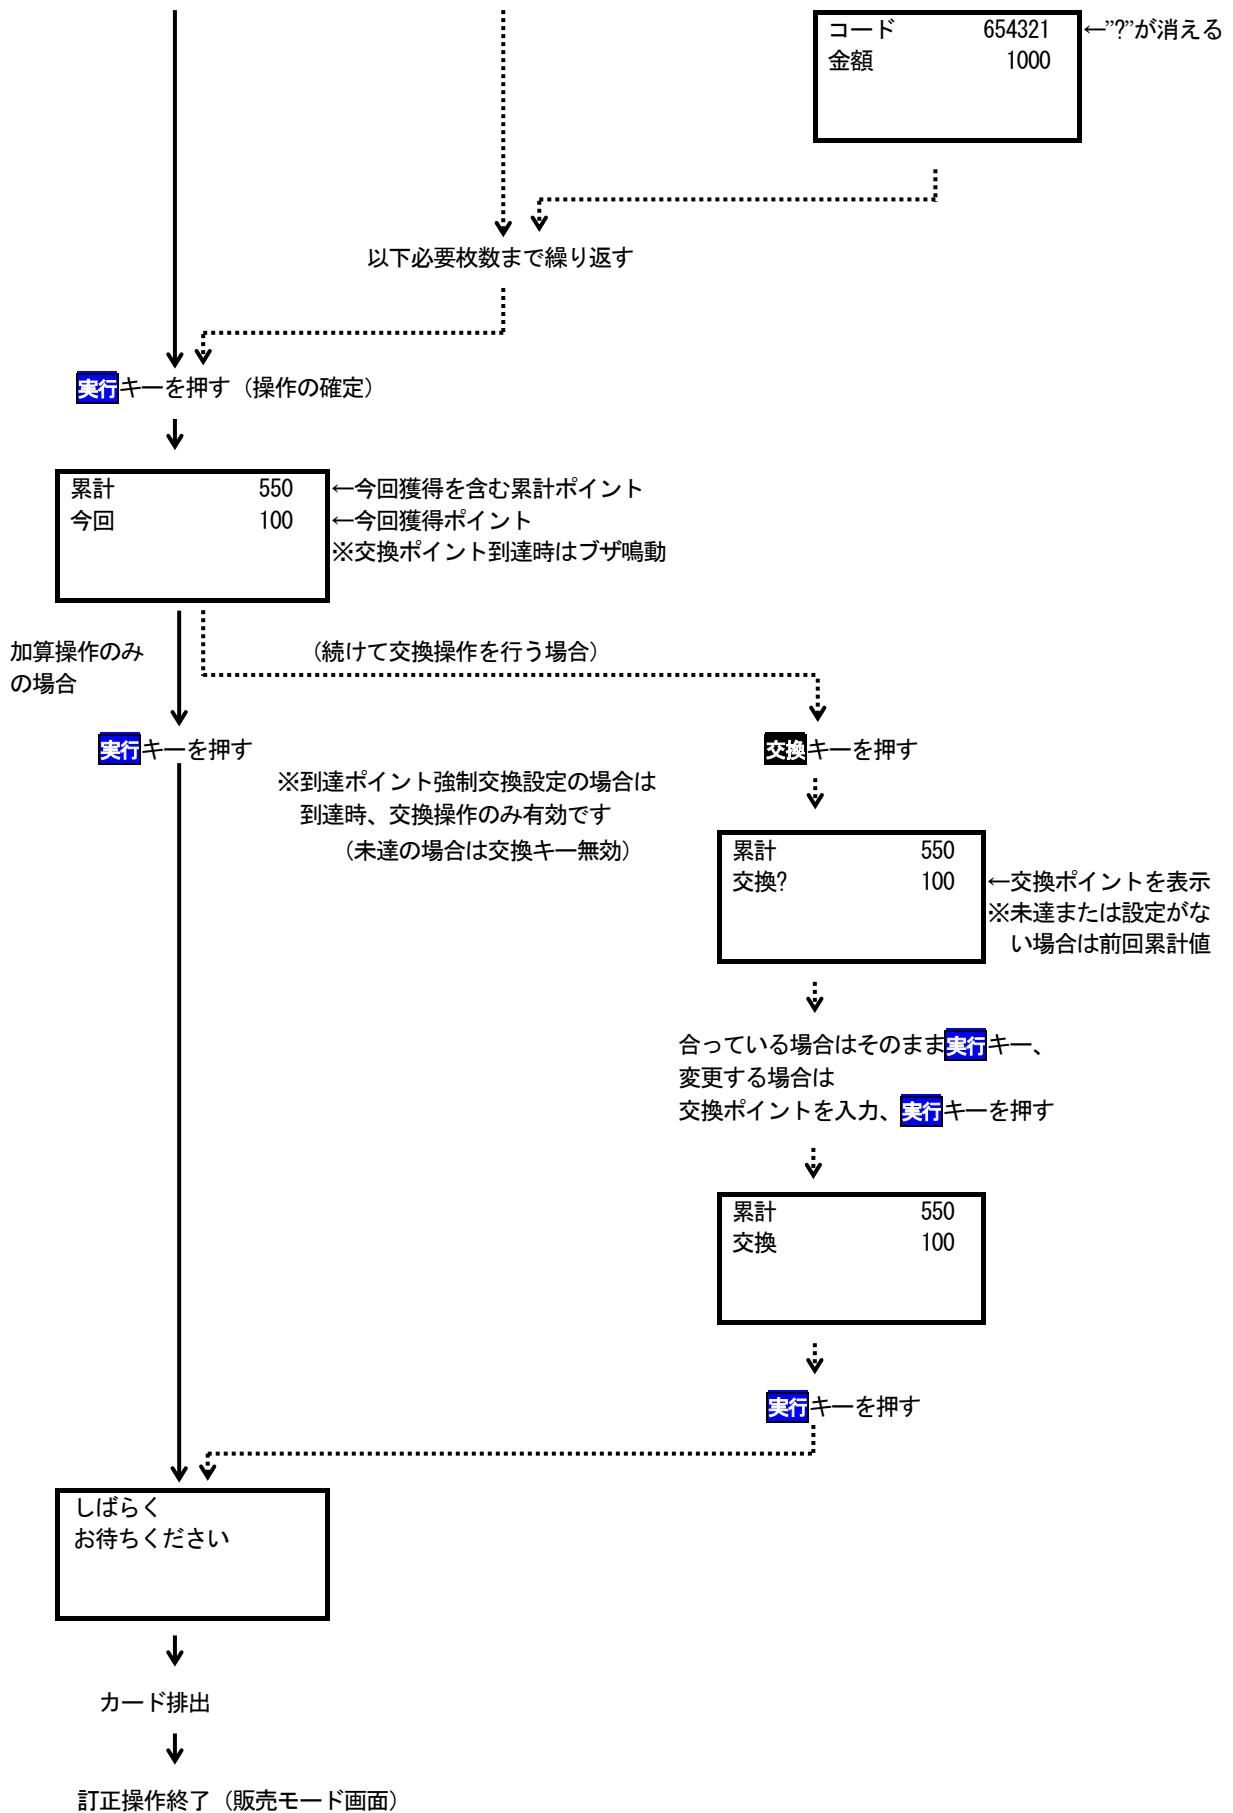 コード 654321 ←”?”が消える
金額 1000
以下必要枚数まで繰り返す
実行キーを押す（操作の確定）
累計 550 ←今回獲得を含む累計ポイント
今回 100 ←今回獲得ポイント
※交換ポイント到達時はブザ鳴動
加算操作のみ
の場合
（続けて交換操作を行う場合）
実行キーを押す
交換キーを押す
※到達ポイント強制交換設定の場合は
到達時、交換操作のみ有効です
（未達の場合は交換キー無効）
累計 550
交換? 100 ←交換ポイントを表示
※未達または設定がな
い場合は前回累計値
合っている場合はそのまま実行キー、
変更する場合は
交換ポイントを入力、実行キーを押す
累計 550
交換 100
実行キーを押す
しばらく
お待ちください
カード排出
訂正操作終了（販売モード画面）